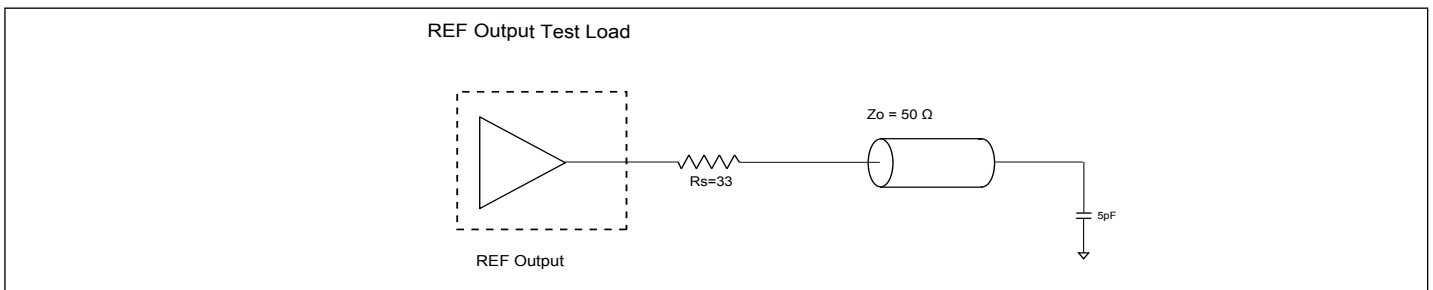 REF Output Test Load
Zo = 50 Ω
Rs=33
5pF
REF Output